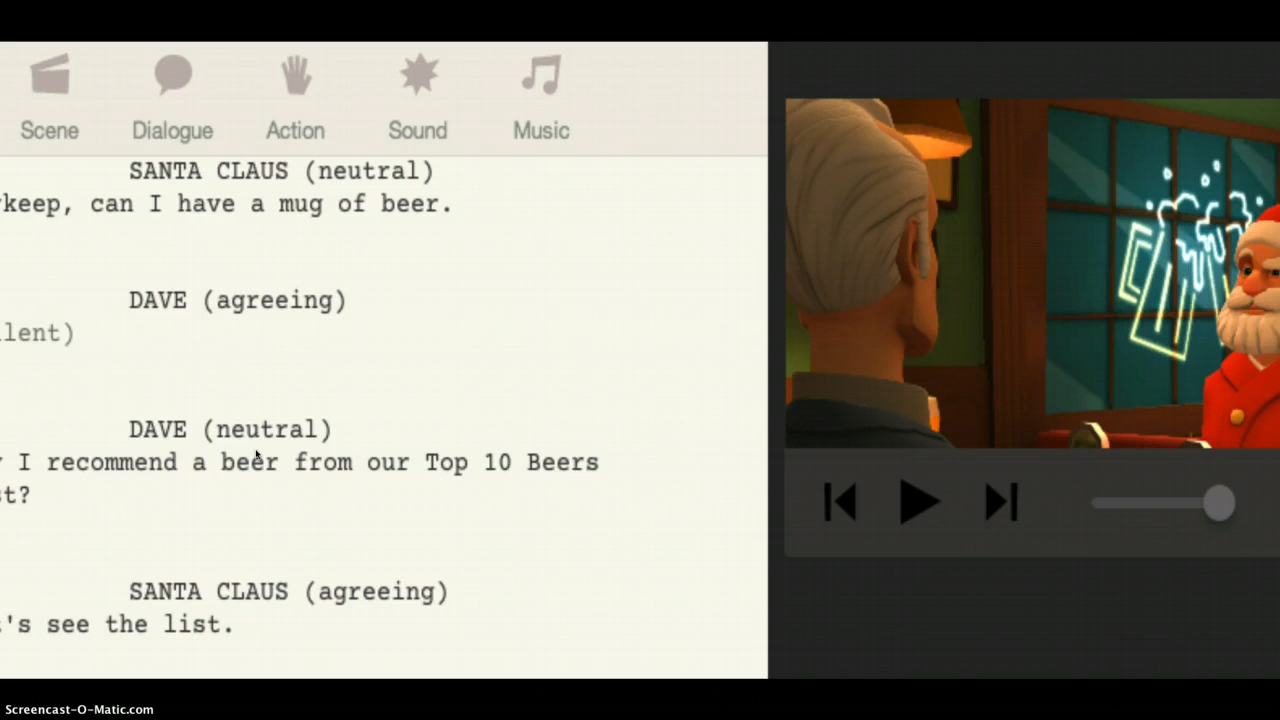 Scene Dialogue Action Sound Music
SANTA CLAUS (neutral)
keep, can I have a mug of beer.
DAVE (agreeing)
lent)
DAVE (neutral)
I recommend a beer from our Top 10 Beers
st?
SANTA CLAUS (agreeing)
's see the list.
Screencast-O-Matic.com